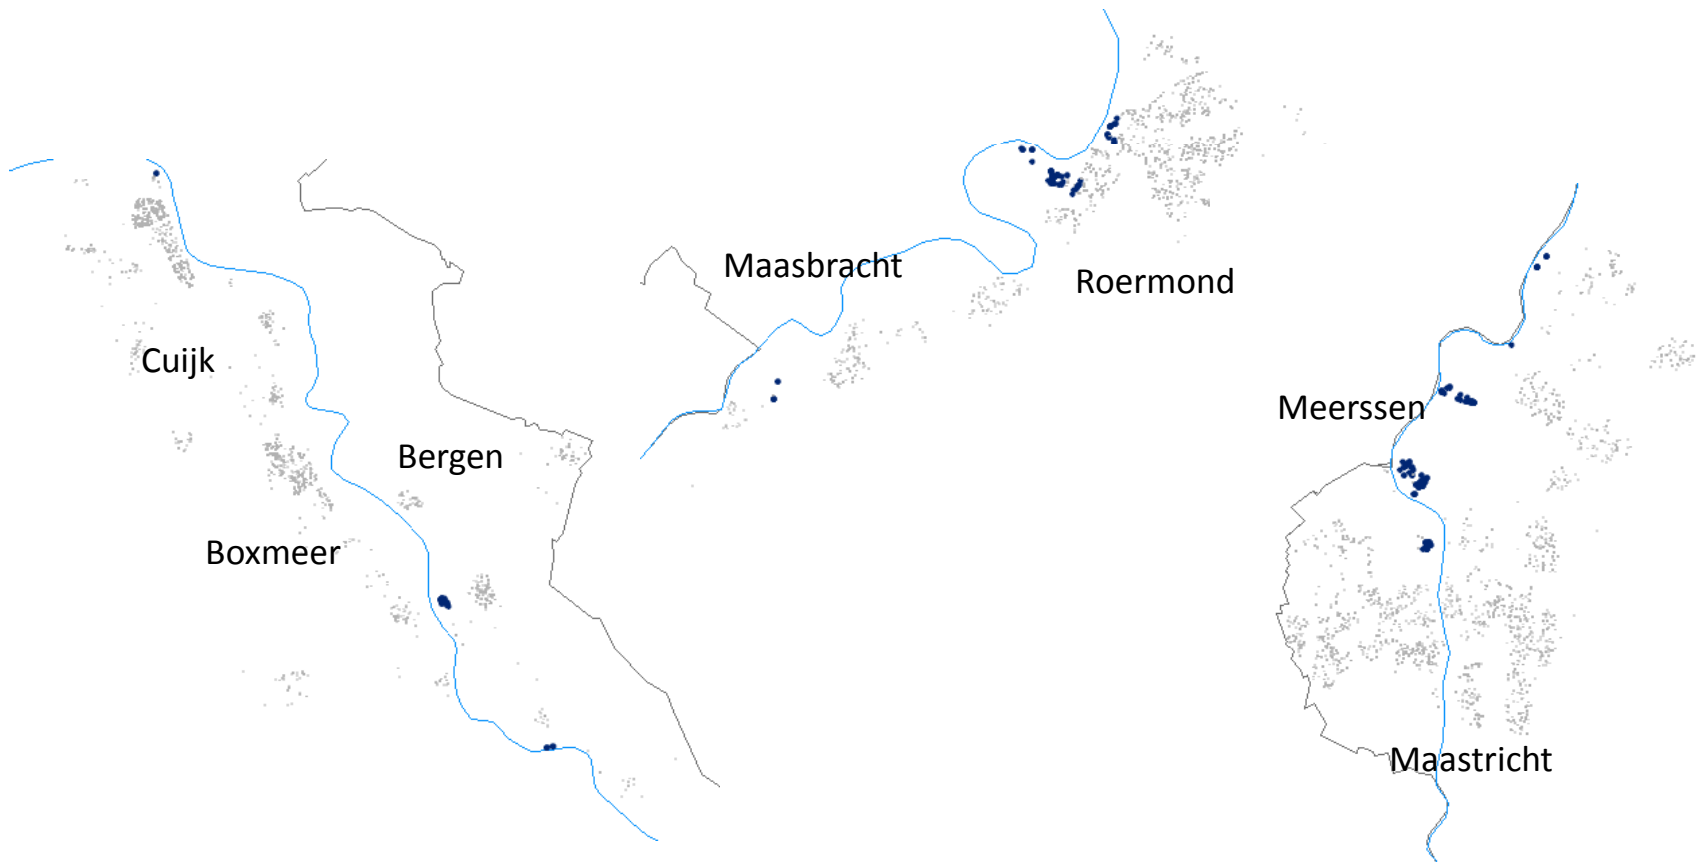 Maasbracht
Roermond
Cuijk
Meerssen
Bergen
Boxmeer
Maastricht